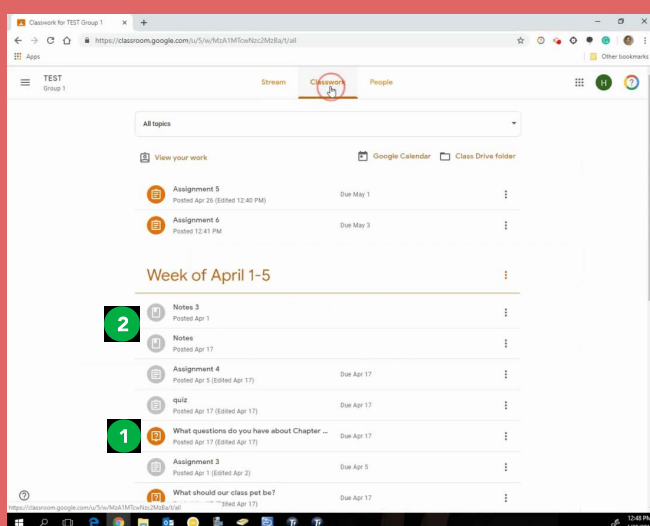 Classwork for TEST Group 1
https://classroom.google.com/u/5/w/MzA1MTcwNzc2MzBa/t/all
Apps
Other bookmarks
TEST
Group 1
Stream Classwork People
H
All topics
View your work Google Calendar Class Drive folder
Assignment 5
Posted Apr 26 (Edited 12:40 PM) Due May 1
Assignment 6
Posted 12:41 PM Due May 3
Week of April 1-5
Notes 3
Posted Apr 1
2
Notes
Posted Apr 17
Assignment 4
Posted Apr 5 (Edited Apr 17) Due Apr 17
quiz
Posted Apr 17 (Edited Apr 17) Due Apr 17
1
What questions do you have about Chapter ...
Posted Apr 17 (Edited Apr 17) Due Apr 17
Assignment 3
Posted Apr 1 (Edited Apr 2) Due Apr 5
What should our class pet be?
Edited Apr 17) Due Apr 17
https://classroom.google.com/u/5/w/MzA1MTcwNzc2MzBa/t/all
12:48 PM